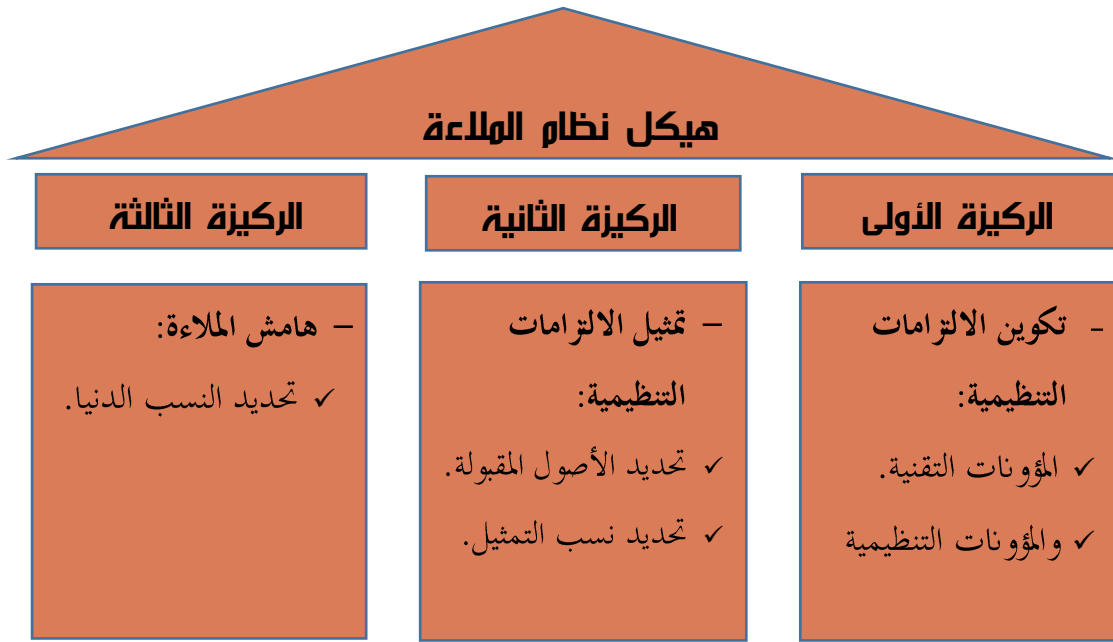 هيكل نظام الملاءة
الركيزة الأولى
- تكوين الالتزامات
التنظيمية:
✓ المؤونات التقنية.
✓ والمؤونات التنظيمية
الركيزة الثانية
– تمثيل الالتزامات
التنظيمية:
✓ تحديد الأصول المقبولة.
✓ تحديد نسب التمثيل.
الركيزة الثالثة
– هامش الملاءة:
✓ تحديد النسب الدنيا.